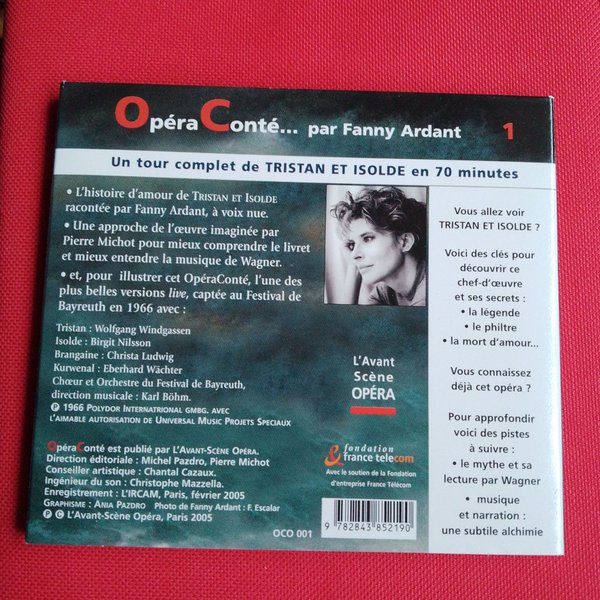 OpéraConté... par Fanny Ardant 1
Un tour complet de TRISTAN ET ISOLDE en 70 minutes
• L'histoire d'amour de TRISTAN ET ISOLDE
racontée par Fanny Ardant, à voix nue.
• Une approche de l'œuvre imaginée par
Pierre Michot pour mieux comprendre le livret
et mieux entendre la musique de Wagner.
• et, pour illustrer cet OpéraConté, l'une des
plus belles versions live, captée au Festival de
Bayreuth en 1966 avec :
Tristan : Wolfgang Windgassen
Isolde : Birgit Nilsson
Brangaine : Christa Ludwig
Kurwenal : Eberhard Wächter
Chœur et Orchestre du Festival de Bayreuth,
direction musicale : Karl Böhm.
℗ 1966 POLYDOR INTERNATRIONAL GMBG. AVEC
L'AIMABLE AUTORISATION DE UNIVERSAL MUSIC PROJETS SPECIAUX
OpéraConté est publié par L'AVANT-SCÈNE OPÉRA.
Direction éditoriale : Michel Pazdro, Pierre Michot
Conseiller artistique : Chantal Cazaux.
Ingénieur du son : Christophe Mazzella.
Enregistrement : L'IRCAM, Paris, février 2005
GRAPHISME : ANIA PAZDRO Photo de Fanny Ardant : F. Escalar
℗ © L'Avant-Scène Opéra, Paris 2005
L'Avant
Scène
OPÉRA
fondation
france telecom
Avec le soutien de la Fondation
d'entreprise France Télécom
OCO 001
9 782843 852190
Vous allez voir
TRISTAN ET ISOLDE ?
Voici des clés pour
découvrir ce
chef-d'œuvre
et ses secrets :
• la légende
• le philtre
• la mort d'amour...
Vous connaissez
déjà cet opéra ?
Pour approfondir
voici des pistes
à suivre :
• le mythe et sa
lecture par Wagner
• musique
et narration :
une subtile alchimie